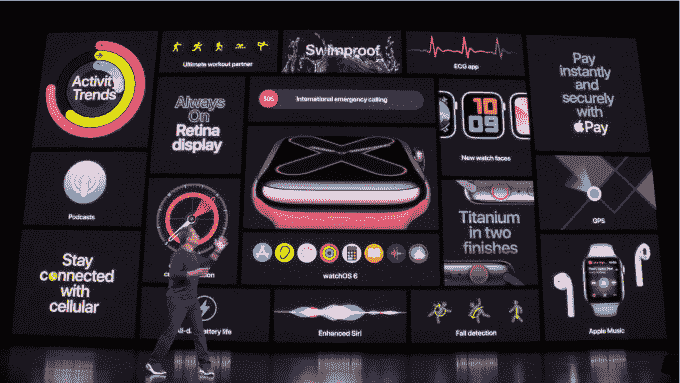 Activity
Trends
Ultimate workout partner
Swimproof
ECG app
Pay
instantly
and
securely
with
Pay
Always
On
Retina
display
SOS
International emergency calling
10
09
New watch faces
Podcasts
GPS
Titanium
in two
finishes
watchOS 6
Stay
connected
with
cellular
battery life
Enhanced Siri
Fall detection
Apple Music